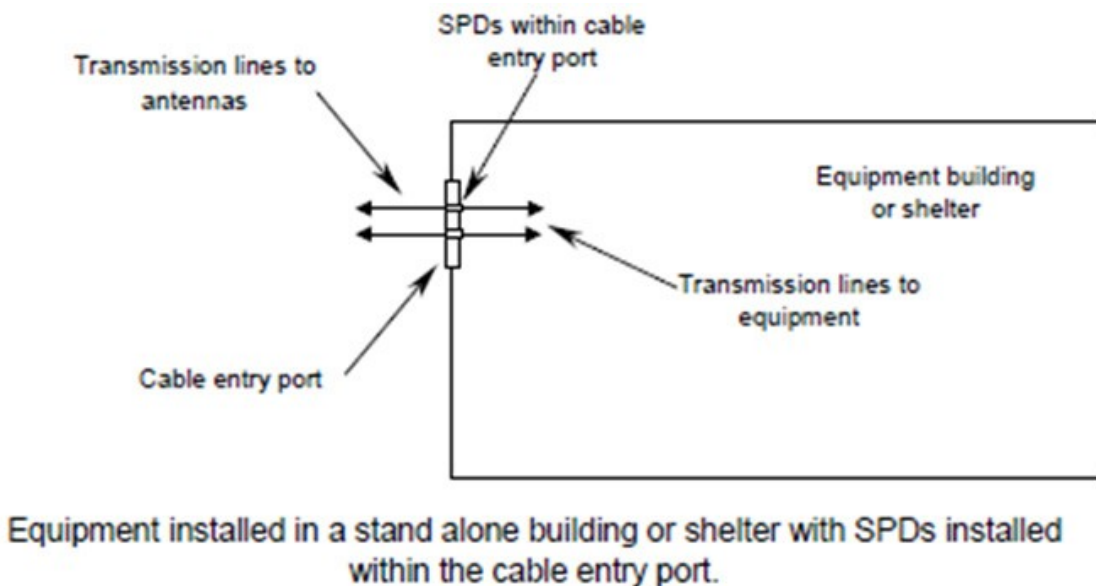 SPDs within cable
entry port
Transmission lines to
antennas
Equipment building
or shelter
Transmission lines to
equipment
Cable entry port
Equipment installed in a stand alone building or shelter with SPDs installed
within the cable entry port.